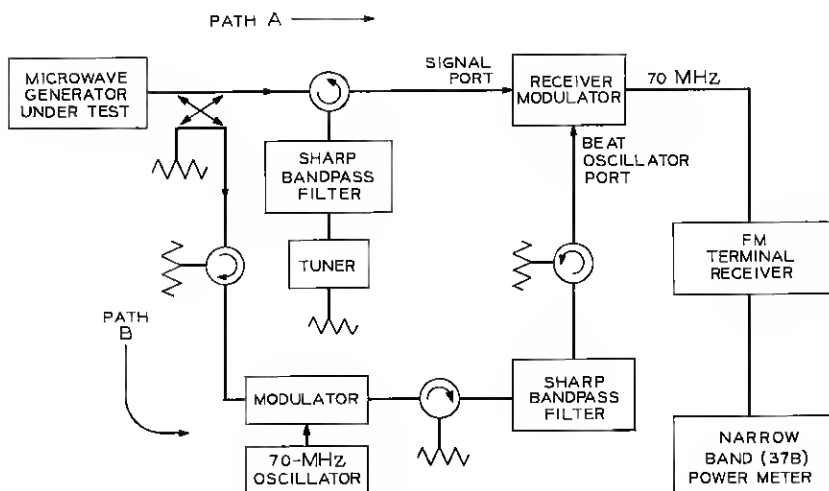 PATH A
MICROWAVE
GENERATOR
UNDER TEST
SIGNAL
PORT
RECEIVER
MODULATOR
70 MHz
BEAT
OSCILLATOR
PORT
SHARP
BANDPASS
FILTER
TUNER
FM
TERMINAL
RECEIVER
PATH
B
MODULATOR
70-MHz
OSCILLATOR
SHARP
BANDPASS
FILTER
NARROW
BAND (37B)
POWER METER